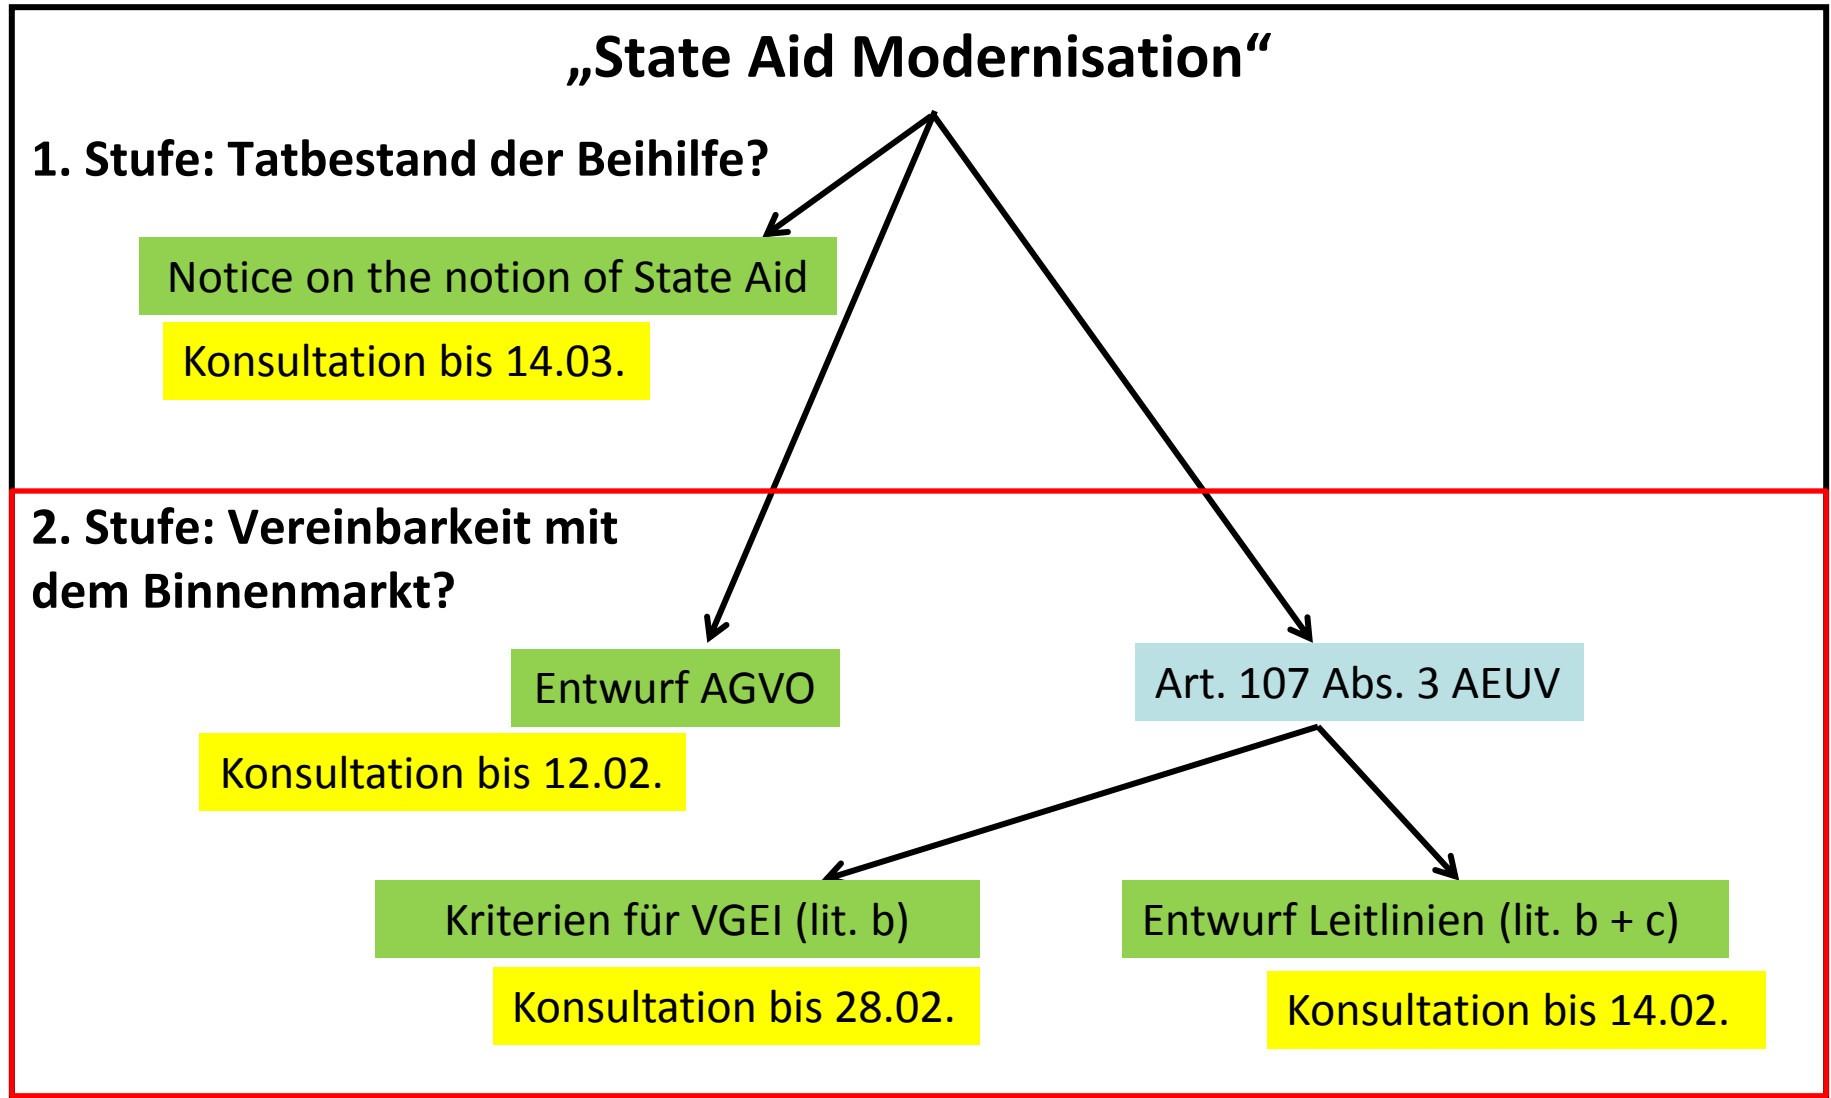 „State Aid Modernisation“
1. Stufe: Tatbestand der Beihilfe?
Notice on the notion of State Aid
Konsultation bis 14.03.
2. Stufe: Vereinbarkeit mit
dem Binnenmarkt?
Entwurf AGVO
Art. 107 Abs. 3 AEUV
Konsultation bis 12.02.
Kriterien für VGEI (lit. b)
Entwurf Leitlinien (lit. b + c)
Konsultation bis 28.02.
Konsultation bis 14.02.